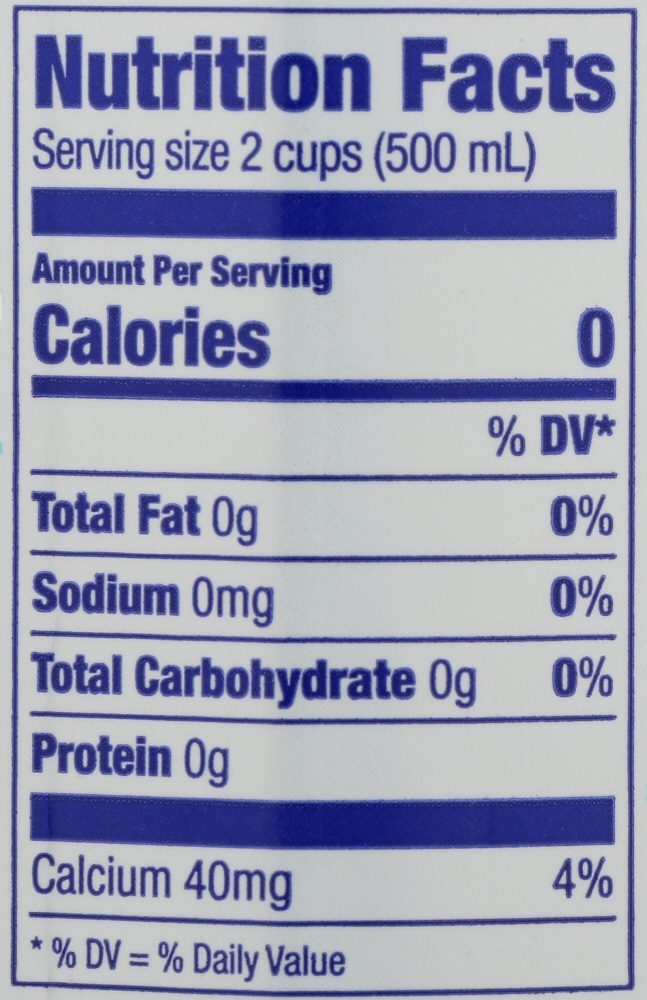 Nutrition Facts
Serving size 2 cups (500 mL)
Amount Per Serving
Calories 0
% DV*
Total Fat 0g 0%
Sodium 0mg 0%
Total Carbohydrate 0g 0%
Protein 0g
Calcium 40mg 4%
* % DV = % Daily Value